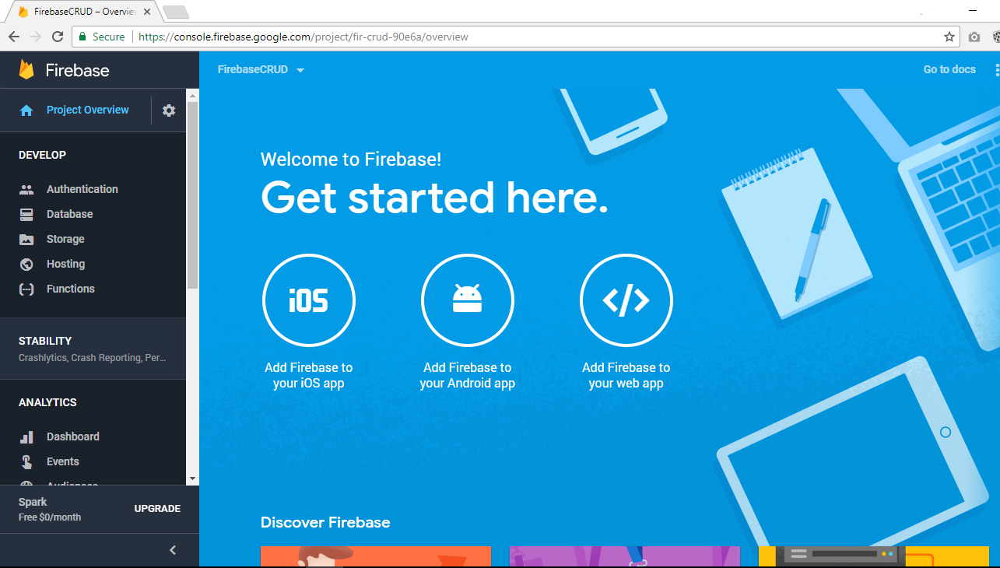 FirebaseCRUD – Overview
Secure
https://console.firebase.google.com/project/fir-crud-90e6a/overview
Firebase
FirebaseCRUD
Go to docs
Project Overview
DEVELOP
Authentication
Database
Storage
Hosting
Functions
STABILITY
Crashlytics, Crash Reporting, Per...
ANALYTICS
Dashboard
Events
Audiences
Spark
Free $0/month
UPGRADE
Welcome to Firebase!
Get started here.
iOS
Add Firebase to
your iOS app
Add Firebase to
your Android app
</>
Add Firebase to
your web app
Discover Firebase